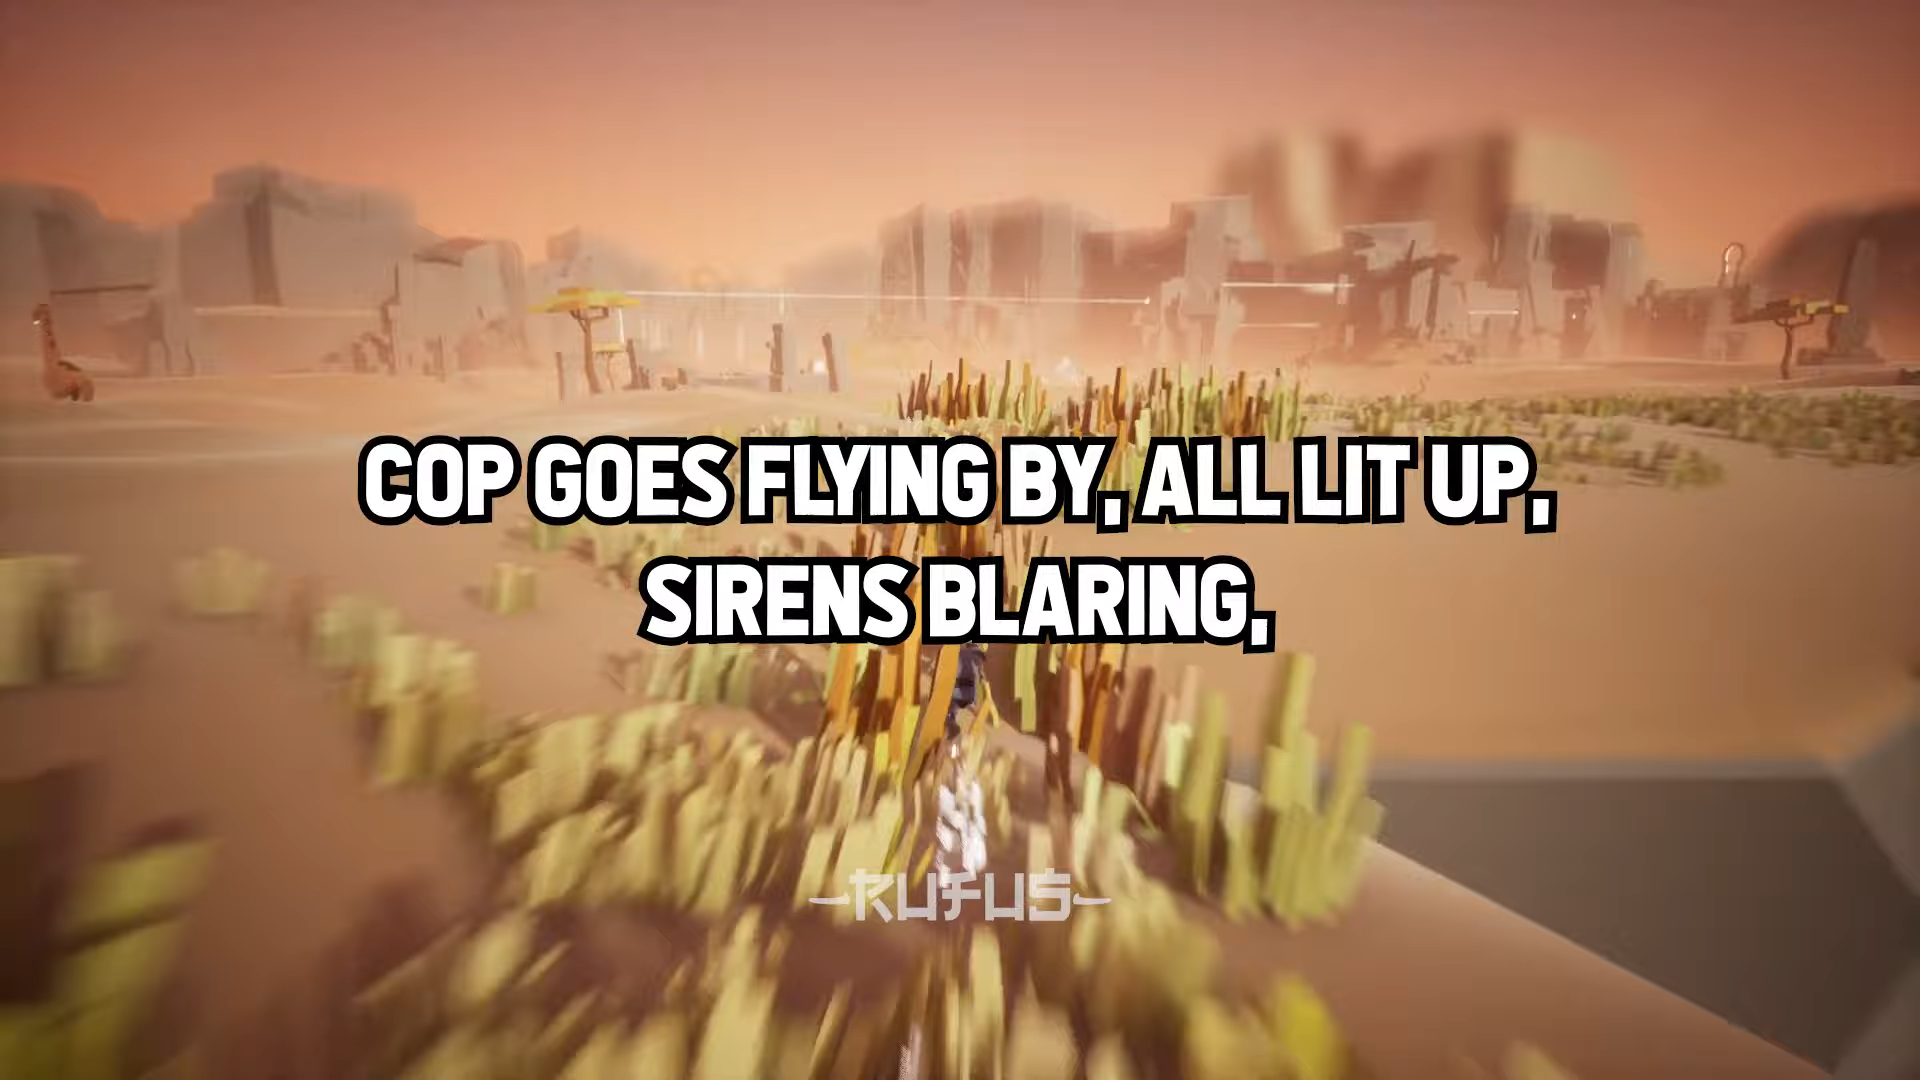 COP GOES FLYING BY, ALL LIT UP,
SIRENS BLARING,
-RUFUS-